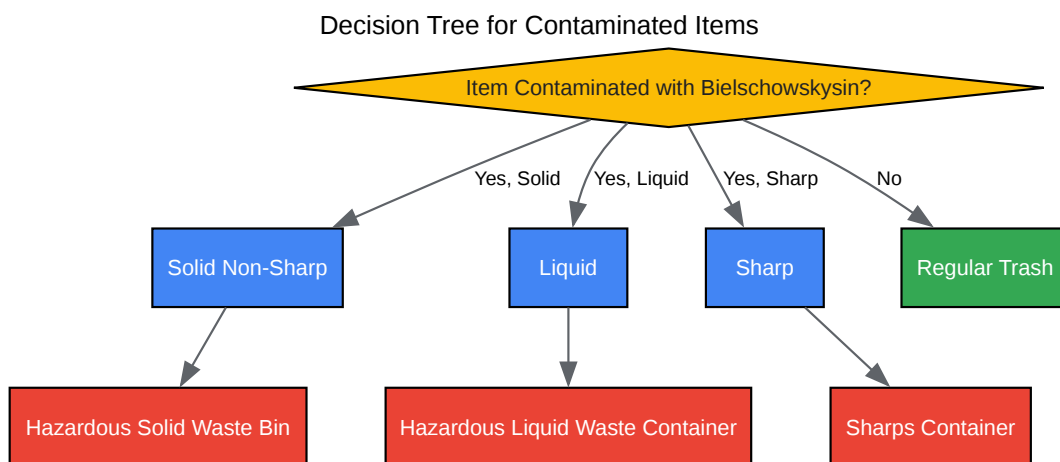 Decision Tree for Contaminated Items
Item Contaminated with Bielschowskysin?
Yes, Solid
Yes, Liquid
Yes, Sharp
No
Solid Non-Sharp
Liquid
Sharp
Regular Trash
Hazardous Solid Waste Bin
Hazardous Liquid Waste Container
Sharps Container